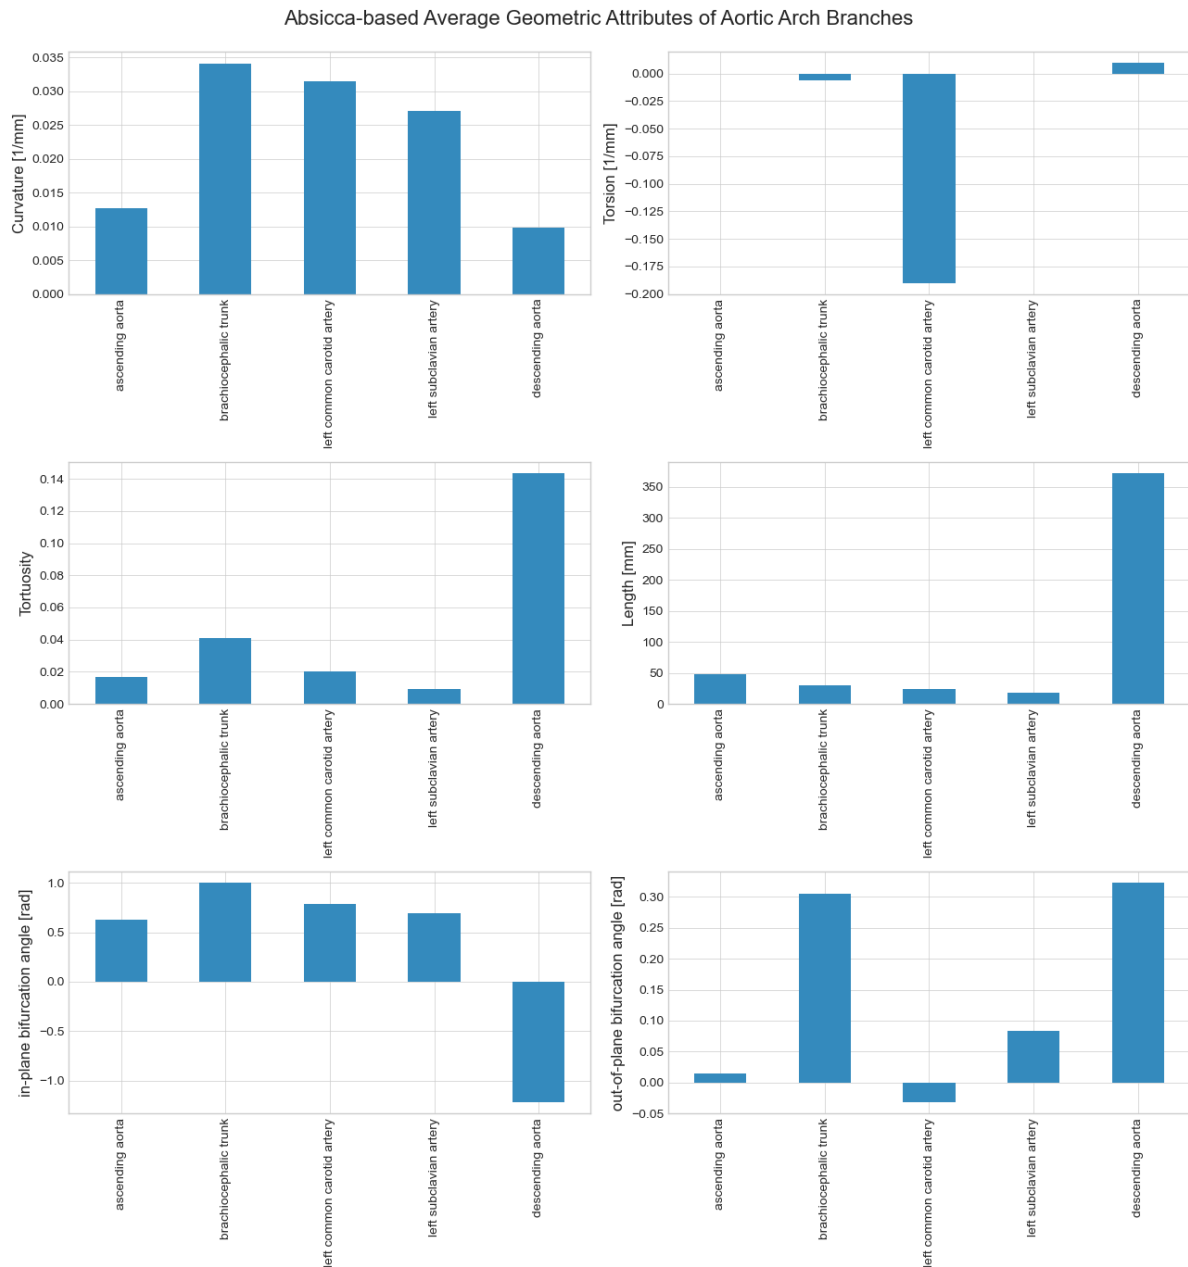 Absicca-based Average Geometric Attributes of Aortic Arch Branches
Curvature [1/mm]
0.035
0.030
0.025
0.020
0.015
0.010
0.005
0.000
ascending aorta
brachiocephalic trunk
left common carotid artery
left subclavian artery
descending aorta
Torsion [1/mm]
0.000
−0.025
−0.050
−0.075
−0.100
−0.125
−0.150
−0.175
−0.200
ascending aorta
brachiocephalic trunk
left common carotid artery
left subclavian artery
descending aorta
Tortuosity
0.14
0.12
0.10
0.08
0.06
0.04
0.02
0.00
ascending aorta
brachiocephalic trunk
left common carotid artery
left subclavian artery
descending aorta
Length [mm]
350
300
250
200
150
100
50
0
ascending aorta
brachiocephalic trunk
left common carotid artery
left subclavian artery
descending aorta
in-plane bifurcation angle [rad]
1.0
0.5
0.0
−0.5
−1.0
ascending aorta
brachiocephalic trunk
left common carotid artery
left subclavian artery
descending aorta
out-of-plane bifurcation angle [rad]
0.30
0.25
0.20
0.15
0.10
0.05
0.00
−0.05
ascending aorta
brachiocephalic trunk
left common carotid artery
left subclavian artery
descending aorta